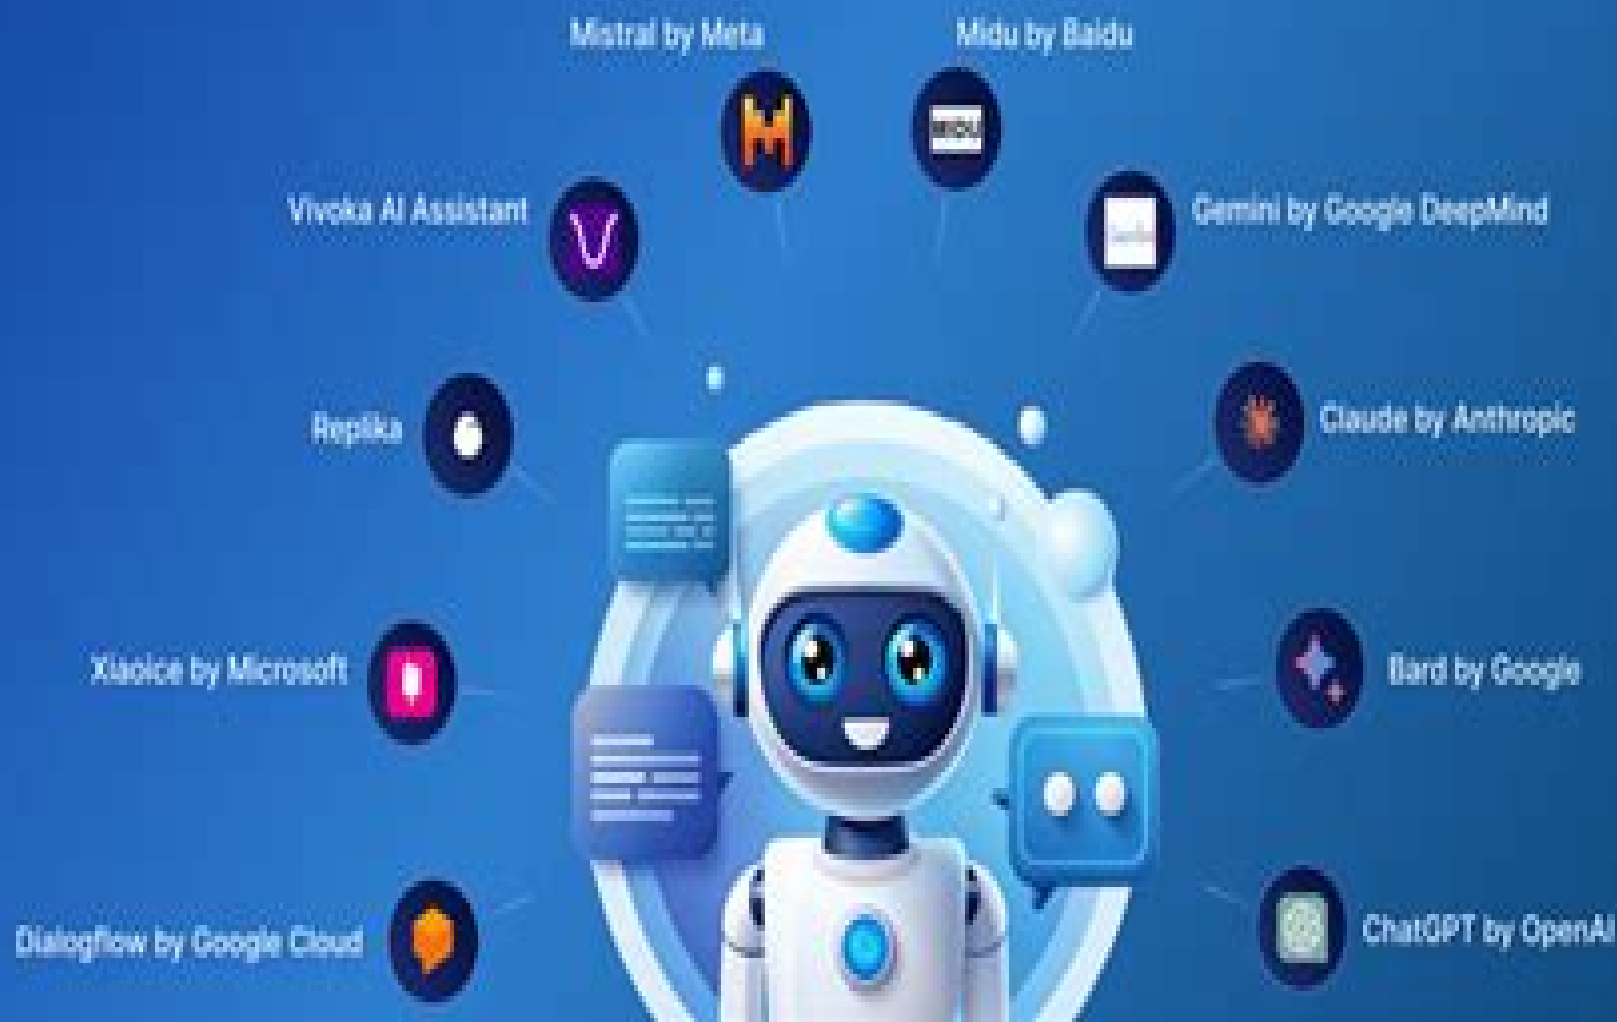 Mistral by Meta
Midu by Baidu
Vivoka AI Assistant
MIDU
Gemini by Google DeepMind
Replika
Claude by Anthropic
Xiaoice by Microsoft
Bard by Google
Dialogflow by Google Cloud
ChatGPT by OpenAI